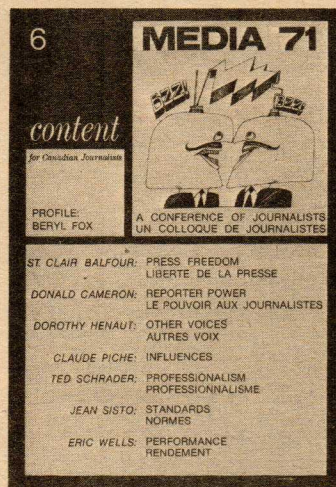 6
content
for Canadian Journalists
PROFILE:
BERYL FOX
MEDIA '71
A CONFERENCE OF JOURNALISTS
UN COLLOQUE DE JOURNALISTES
ST. CLAIR BALFOUR: PRESS FREEDOM
LIBERTE DE LA PRESSE
DONALD CAMERON: REPORTER POWER
LE POUVOIR AUX JOURNALISTES
DOROTHY HENAUT: OTHER VOICES
AUTRES VOIX
CLAUDE PICHE: INFLUENCES
TED SCHRADER: PROFESSIONALISM
PROFESSIONNALISME
JEAN SISTO: STANDARDS
NORMES
ERIC WELLS: PERFORMANCE
RENDEMENT